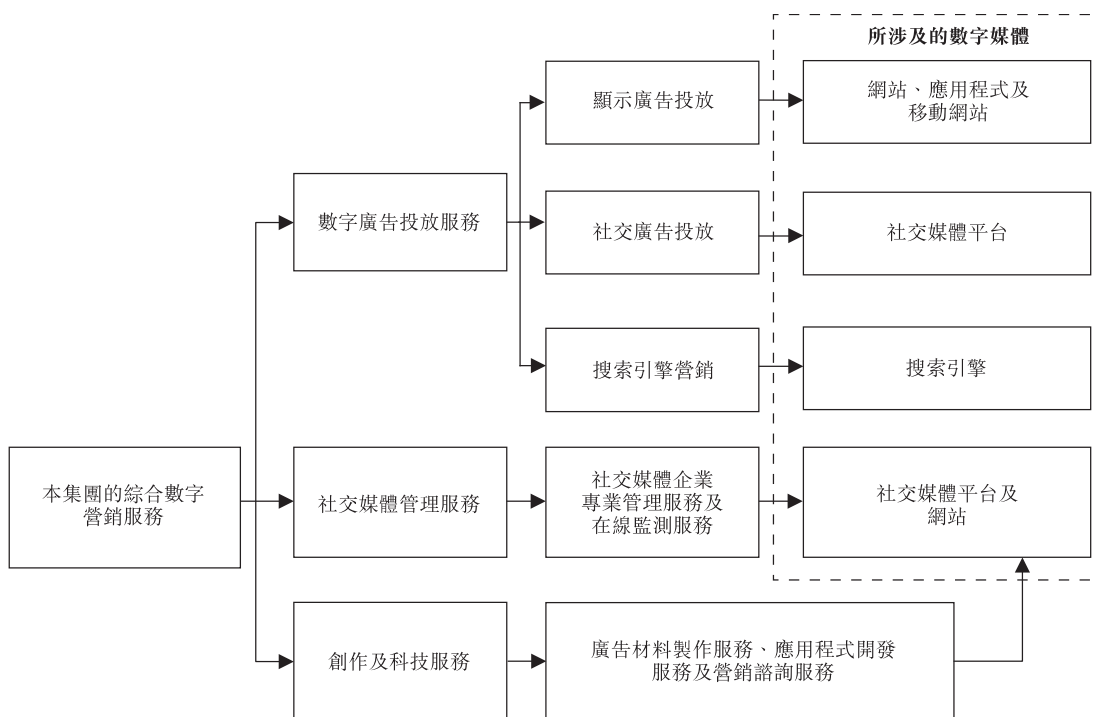 所涉及的數字媒體
顯示廣告投放
網站、應用程式及
移動網站
數字廣告投放服務
社交廣告投放
社交媒體平台
搜索引擎營銷
搜索引擎
本集團的綜合數字
營銷服務
社交媒體管理服務
社交媒體企業
專業管理服務及
在線監測服務
社交媒體平台及
網站
創作及科技服務
廣告材料製作服務、應用程式開發
服務及營銷諮詢服務